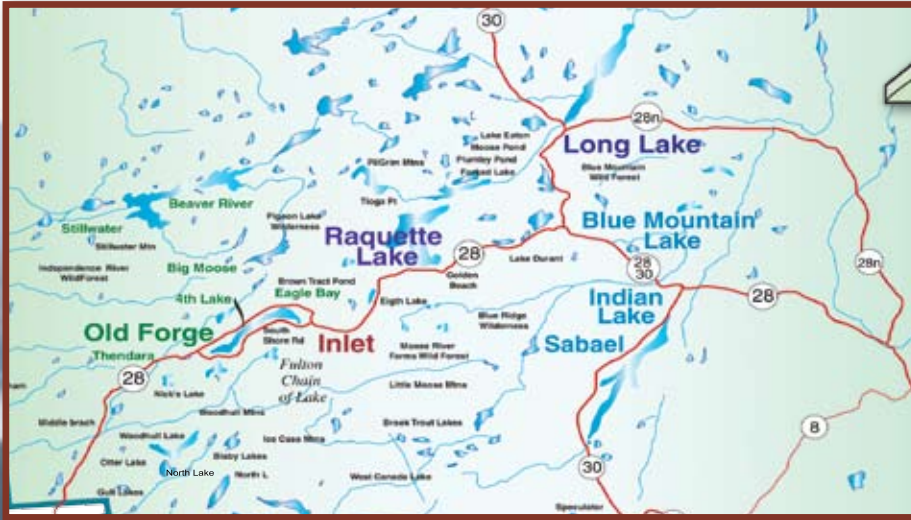 30
28n
Lake Eaton
Moose Pond
Plumley Pond
Forked Lake
Long Lake
Blue Mountain
Wild Forest
PilGrim Mtns
Tioga Pt
Beaver River
Stillwater
Stillwater Mtn
Pigeon Lake
Wilderness
Raquette
Lake
Blue Mountain
Lake
28
28
30
28n
Lake Durant
Golden
Beach
Independence River
WildForest
Big Moose
Brown Tract Pond
Eagle Bay
Eigth Lake
4th Lake
Indian
Lake
28
Blue Ridge
Wilderness
Old Forge
South
Shore Rd
Inlet
Sabael
Thendara
28
Moose River
Forms Wild Forest
Fulton
Chain
of Lake
Little Moose Mtns
Nick's Lake
Woodhull Mtns
Middle brach
Brook Trout Lakes
8
Woodhull Lake
Ice Case Mtns
Otter Lake
Bisby Lakes
North Lake
North L
West Canada Lake
30
Gull Lakes
Speculator